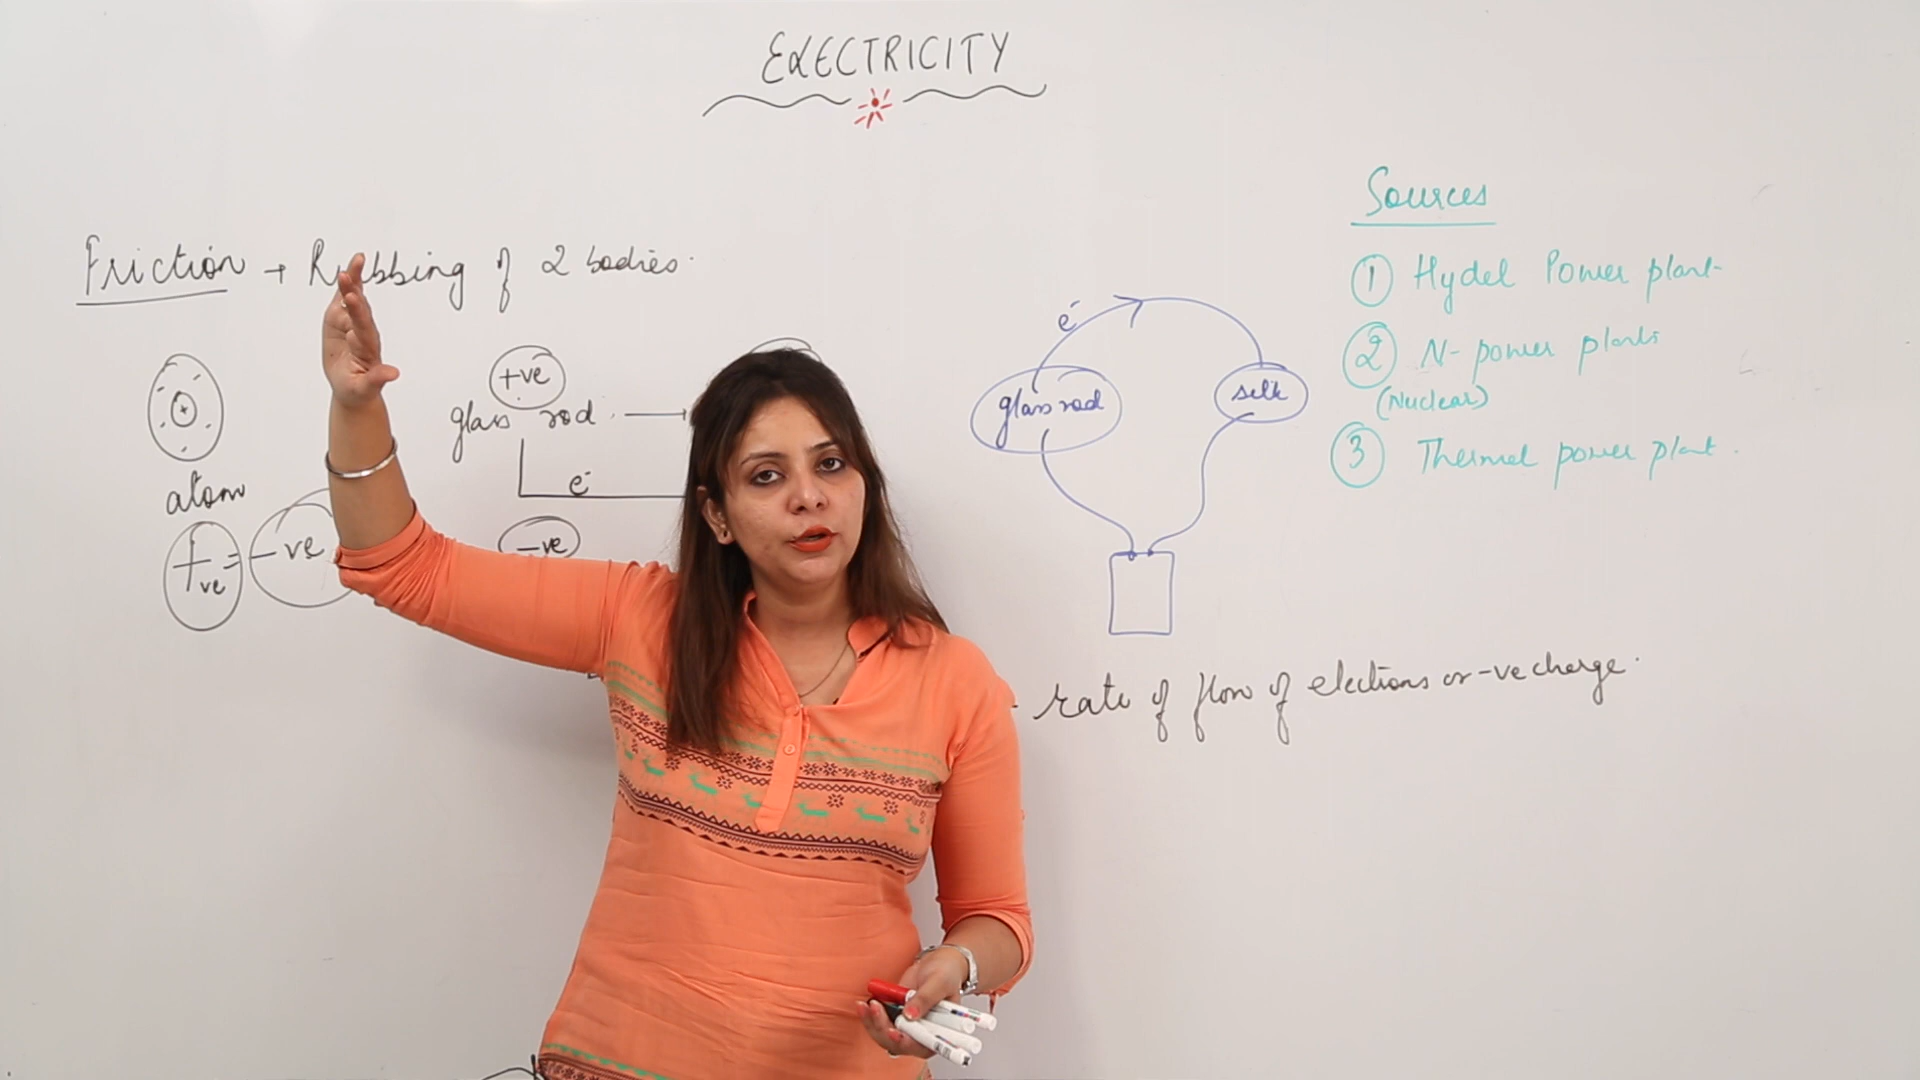 ELECTRICITY
Friction → Rubbing of 2 bodies.
+
atom
+ve = -ve
+ve
glass rod →
e⁻
-ve
e⁻
glass rod
silk
Sources
① Hydel Power plant
② N-power plants
(Nuclear)
③ Thermal power plant.
- rate of flow of electrons or -ve charge.